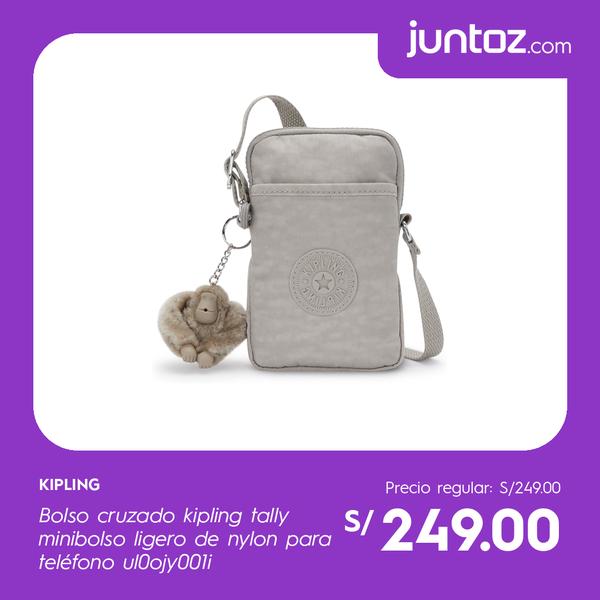 juntoz.com
KIPLING
KIPLING
Bolso cruzado kipling tally
minibolso ligero de nylon para
teléfono ul0ojy001i
Precio regular: S/249.00
S/ 249.00